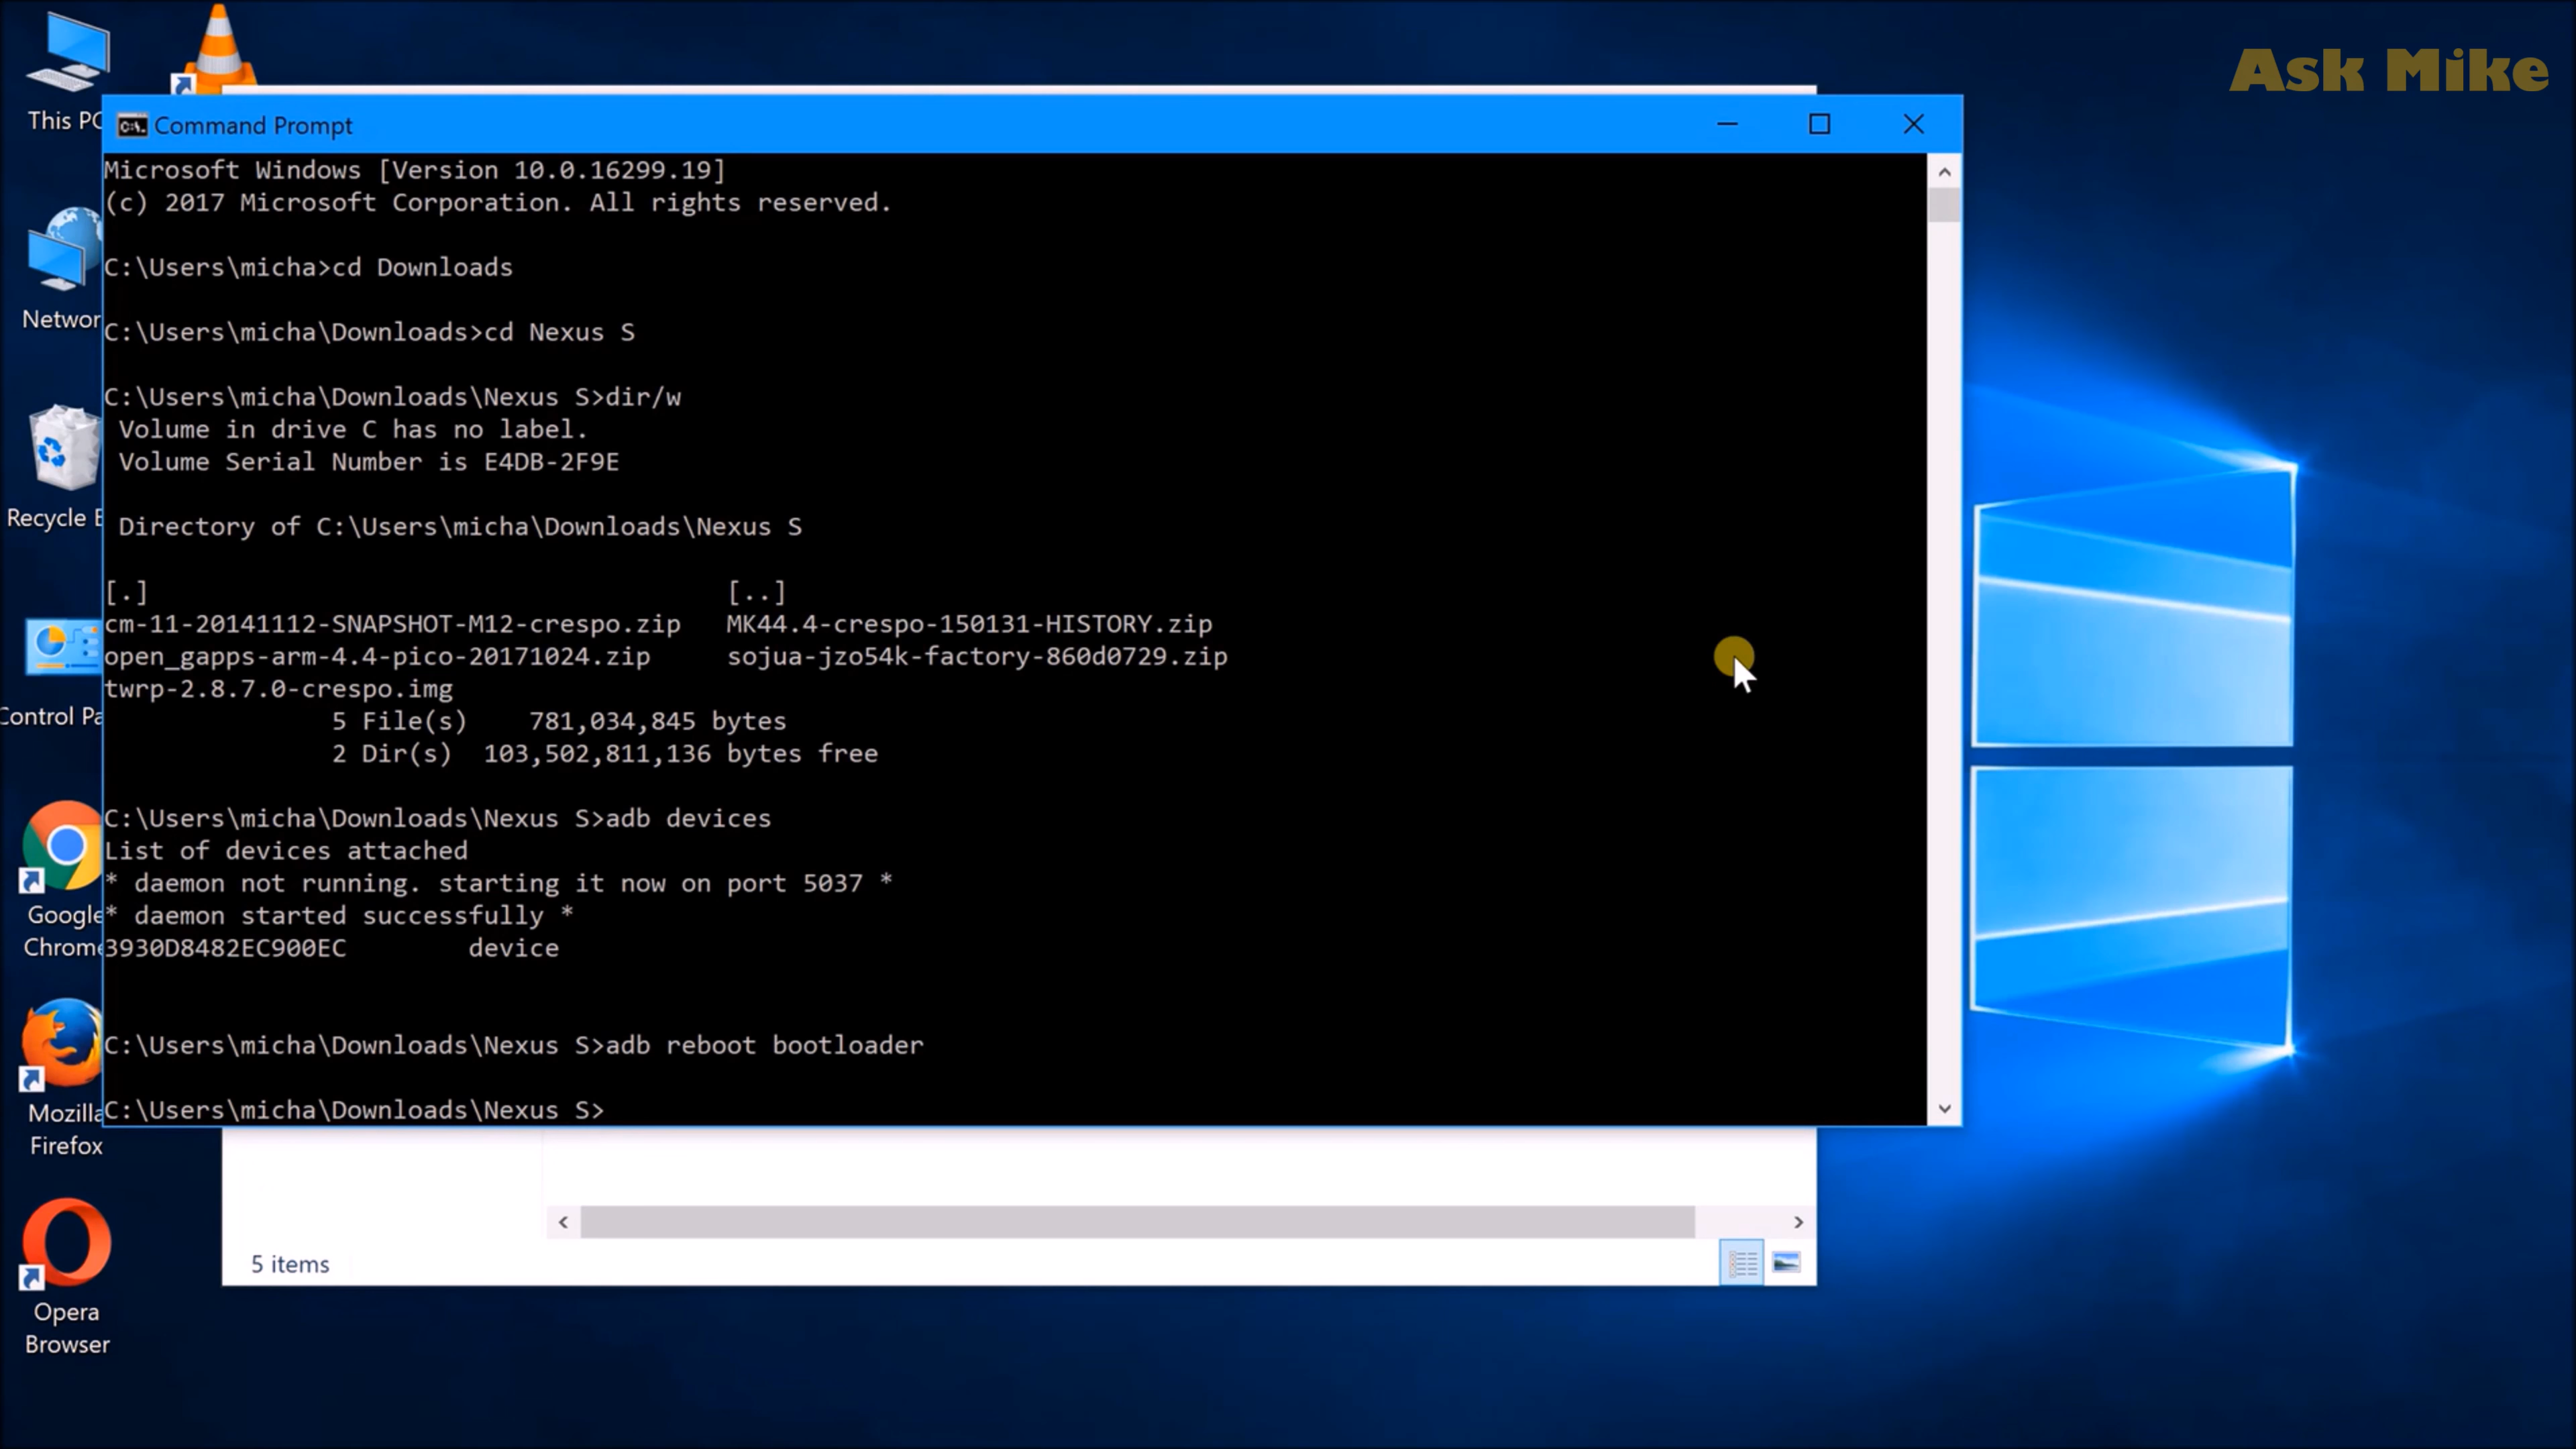 Ask Mike
This PC
Command Prompt
Microsoft Windows [Version 10.0.16299.19]
(c) 2017 Microsoft Corporation. All rights reserved.
C:\Users\micha>cd Downloads
Networ
C:\Users\micha\Downloads>cd Nexus S
C:\Users\micha\Downloads\Nexus S>dir/w
Volume in drive C has no label.
Volume Serial Number is E4DB-2F9E
Recycle B
Directory of C:\Users\micha\Downloads\Nexus S
[.] [..]
cm-11-20141112-SNAPSHOT-M12-crespo.zip MK44.4-crespo-150131-HISTORY.zip
open_gapps-arm-4.4-pico-20171024.zip sojua-jzo54k-factory-860d0729.zip
twrp-2.8.7.0-crespo.img
Control Pa
5 File(s) 781,034,845 bytes
2 Dir(s) 103,502,811,136 bytes free
C:\Users\micha\Downloads\Nexus S>adb devices
List of devices attached
* daemon not running. starting it now on port 5037 *
* daemon started successfully *
Google
Chrome
3930D8482EC900EC device
C:\Users\micha\Downloads\Nexus S>adb reboot bootloader
C:\Users\micha\Downloads\Nexus S>
Mozilla
Firefox
5 items
Opera
Browser